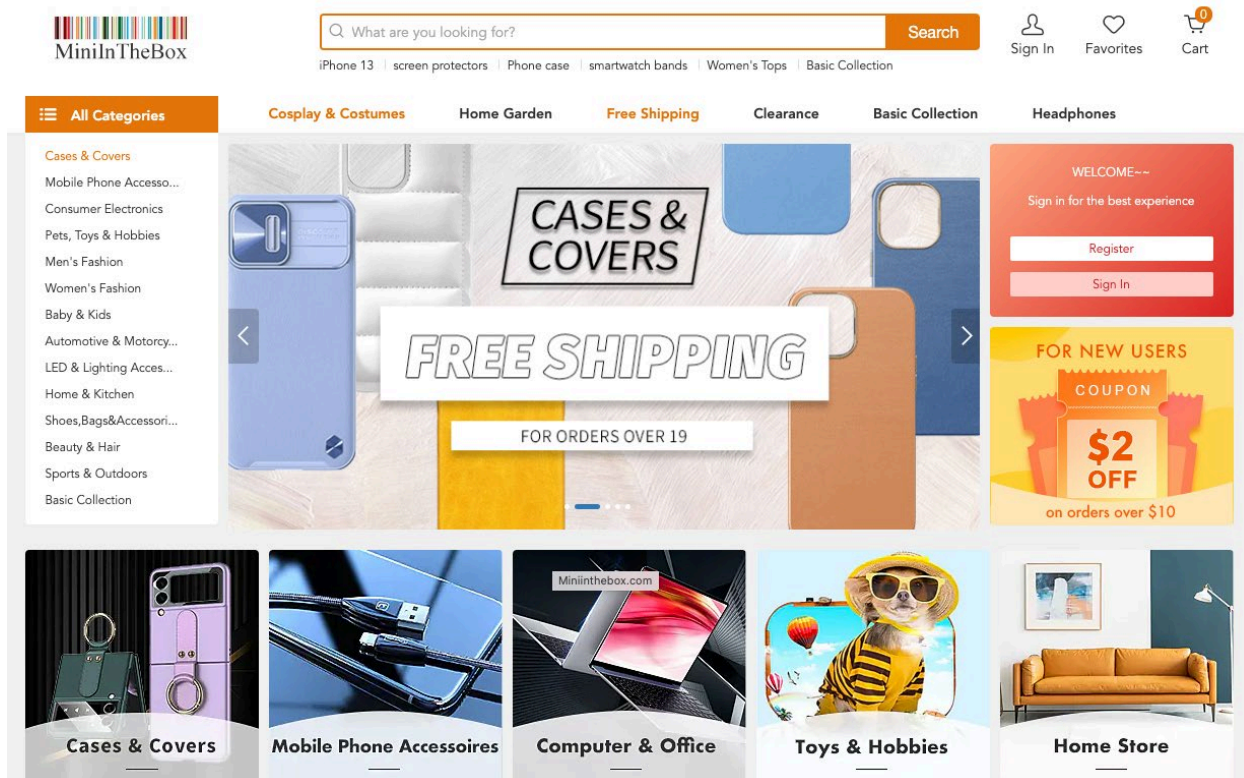 MiniInTheBox
What are you looking for?
Search
Sign In
Favorites
0
Cart
iPhone 13
screen protectors
Phone case
smartwatch bands
Women's Tops
Basic Collection
All Categories
Cosplay & Costumes
Home Garden
Free Shipping
Clearance
Basic Collection
Headphones
Cases & Covers
Mobile Phone Accesso...
Consumer Electronics
Pets, Toys & Hobbies
Men's Fashion
Women's Fashion
Baby & Kids
Automotive & Motorcy...
LED & Lighting Acces...
Home & Kitchen
Shoes,Bags&Accessori...
Beauty & Hair
Sports & Outdoors
Basic Collection
CASES &
COVERS
FREE SHIPPING
FOR ORDERS OVER 19
WELCOME~~
Sign in for the best experience
Register
Sign In
FOR NEW USERS
COUPON
$2
OFF
on orders over $10
Miniinthebox.com
Cases & Covers
Mobile Phone Accessoires
Computer & Office
Toys & Hobbies
Home Store